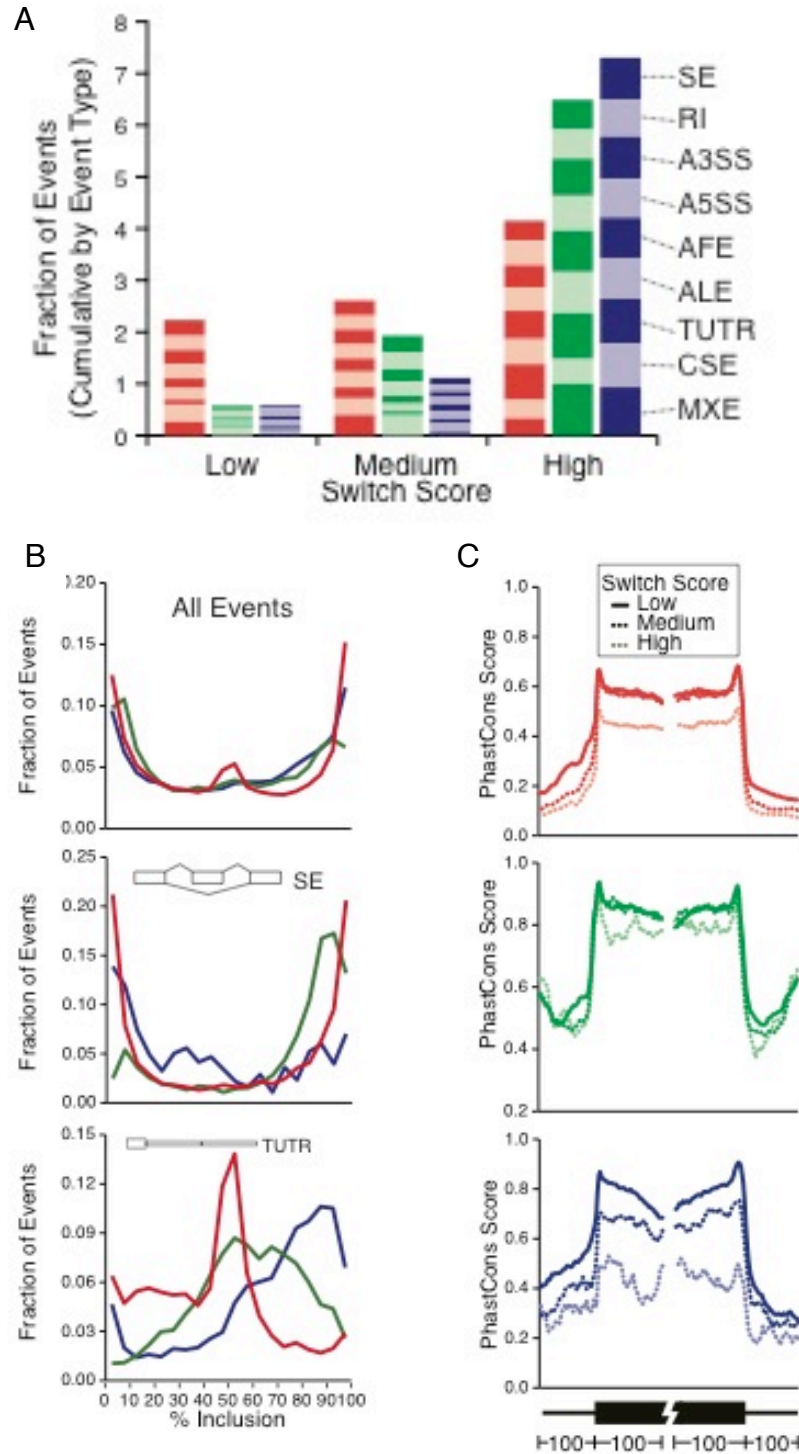 A
8
7
6
5
4
3
2
1
0
Fraction of Events
(Cumulative by Event Type)
SE
RI
A3SS
A5SS
AFE
ALE
TUTR
CSE
MXE
Low
Medium
High
Switch Score
B
All Events
Fraction of Events
.20
0.15
0.10
0.05
0.00
SE
Fraction of Events
0.25
0.20
0.15
0.10
0.05
0.00
TUTR
Fraction of Events
0.15
0.12
0.09
0.06
0.03
0.00
0 10 20 30 40 50 60 70 80 90 100
% Inclusion
C
Switch Score
Low
Medium
High
PhastCons Score
1.0
0.8
0.6
0.4
0.2
0.0
PhastCons Score
1.0
0.8
0.6
0.4
0.2
PhastCons Score
1.0
0.8
0.6
0.4
0.2
0.0
100 100 100 100